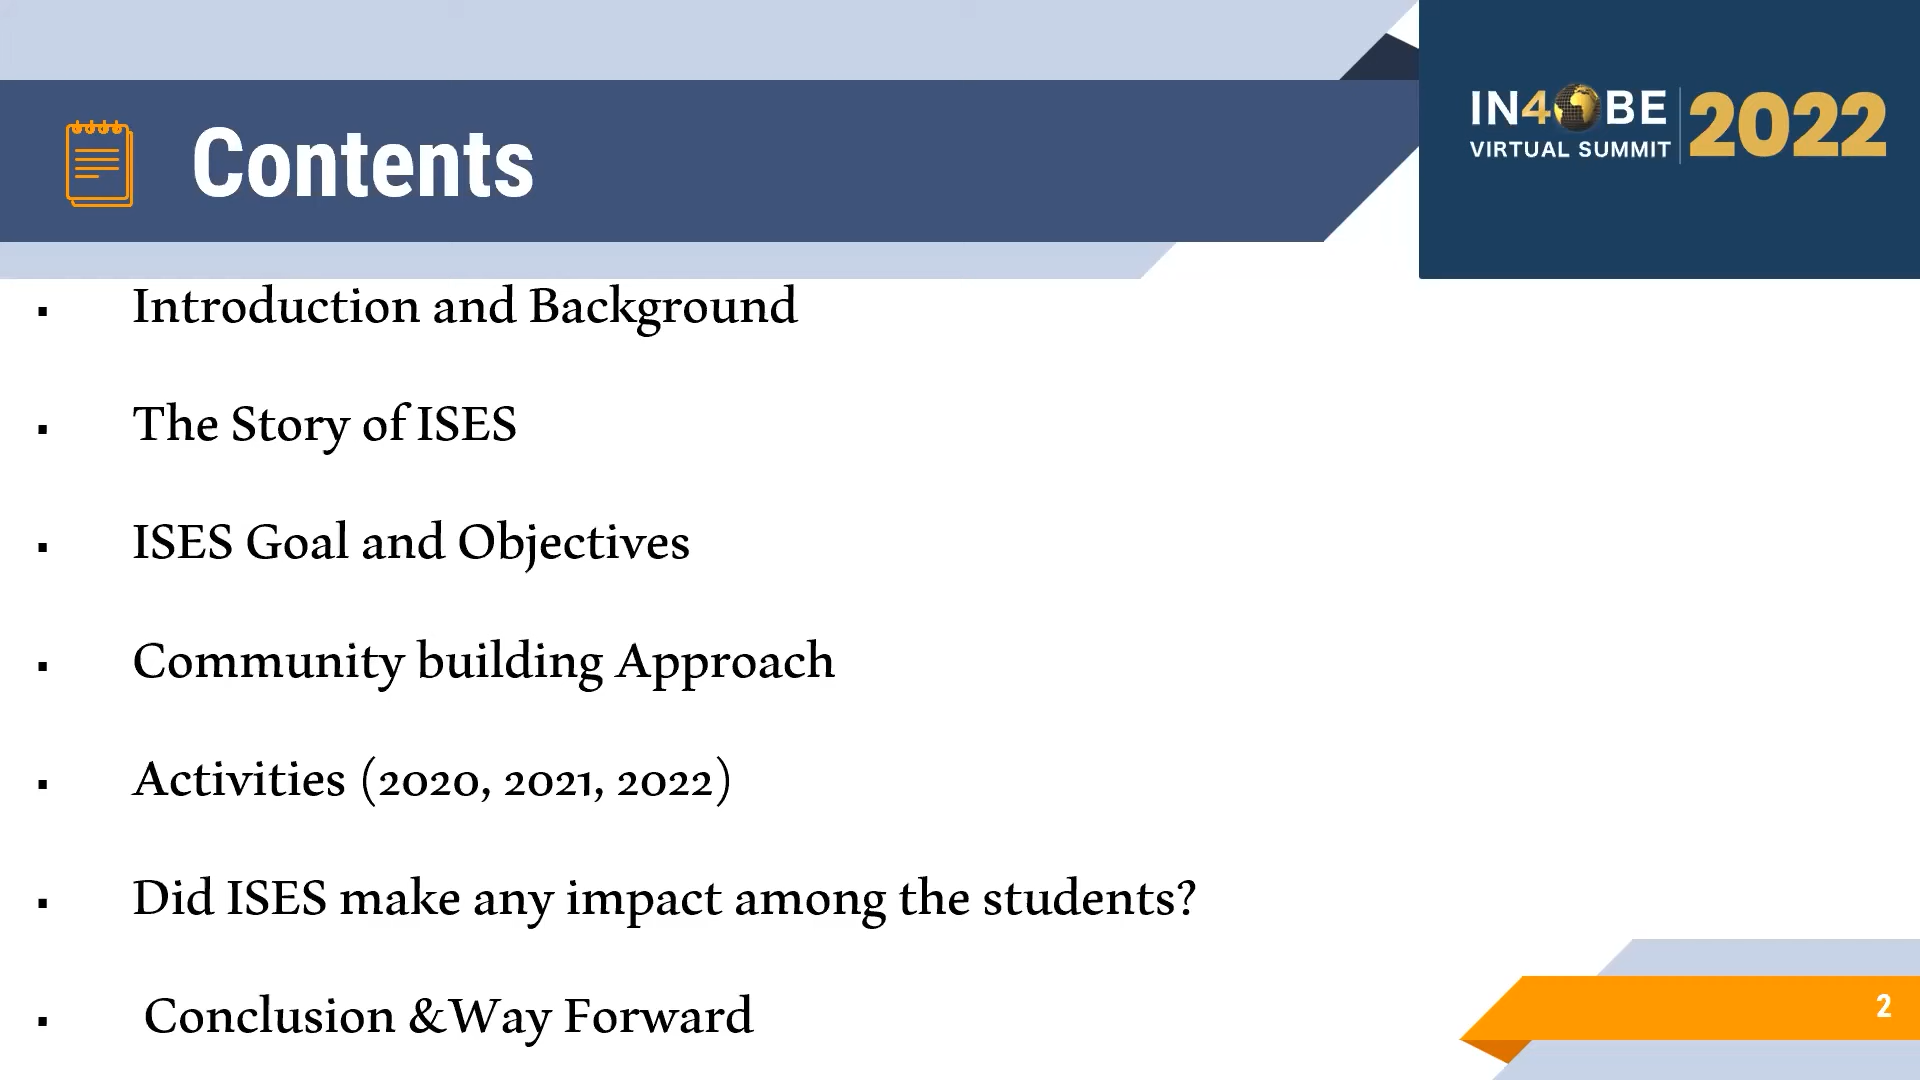 Contents
IN4OBE
VIRTUAL SUMMIT
2022
▪ Introduction and Background
▪ The Story of ISES
▪ ISES Goal and Objectives
▪ Community building Approach
▪ Activities (2020, 2021, 2022)
▪ Did ISES make any impact among the students?
▪ Conclusion &Way Forward
2